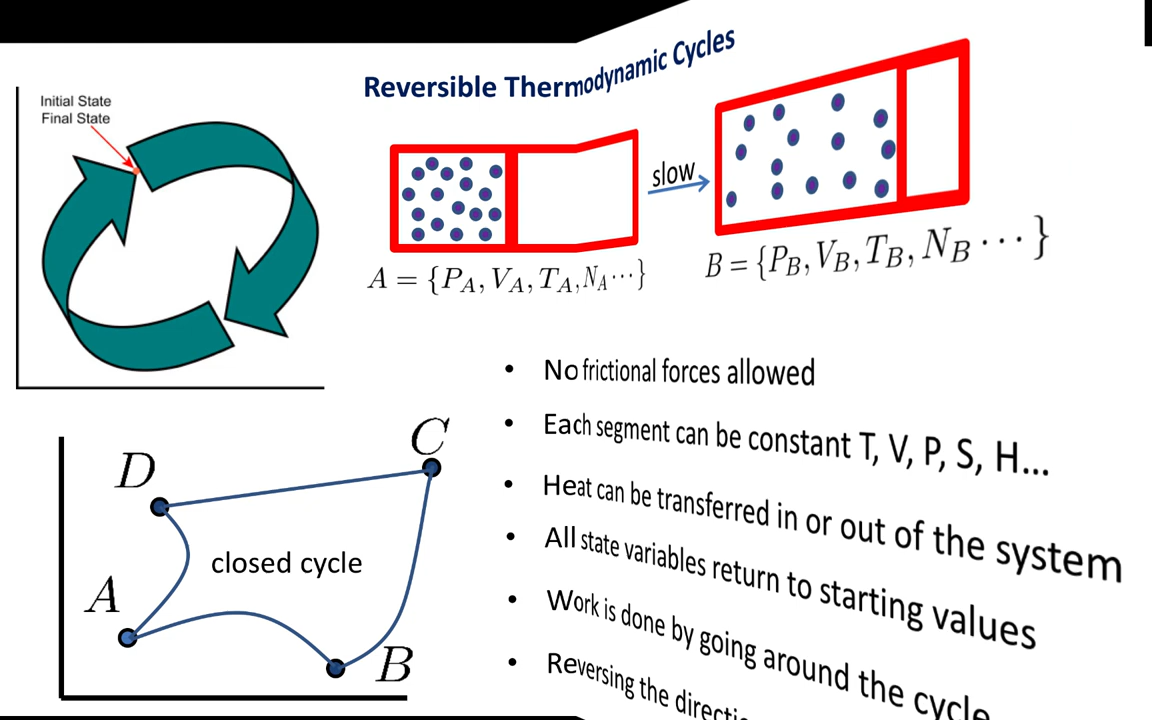 Reversible Thermodynamic Cycles
Initial State
Final State
slow
A = {P_A, V_A, T_A, N_A ···}
B = {P_B, V_B, T_B, N_B ···}
• No frictional forces allowed
• Each segment can be constant T, V, P, S, H...
• Heat can be transferred in or out of the system
• All state variables return to starting values
• Work is done by going around the cycle
• Reversing the
D
C
closed cycle
A
B